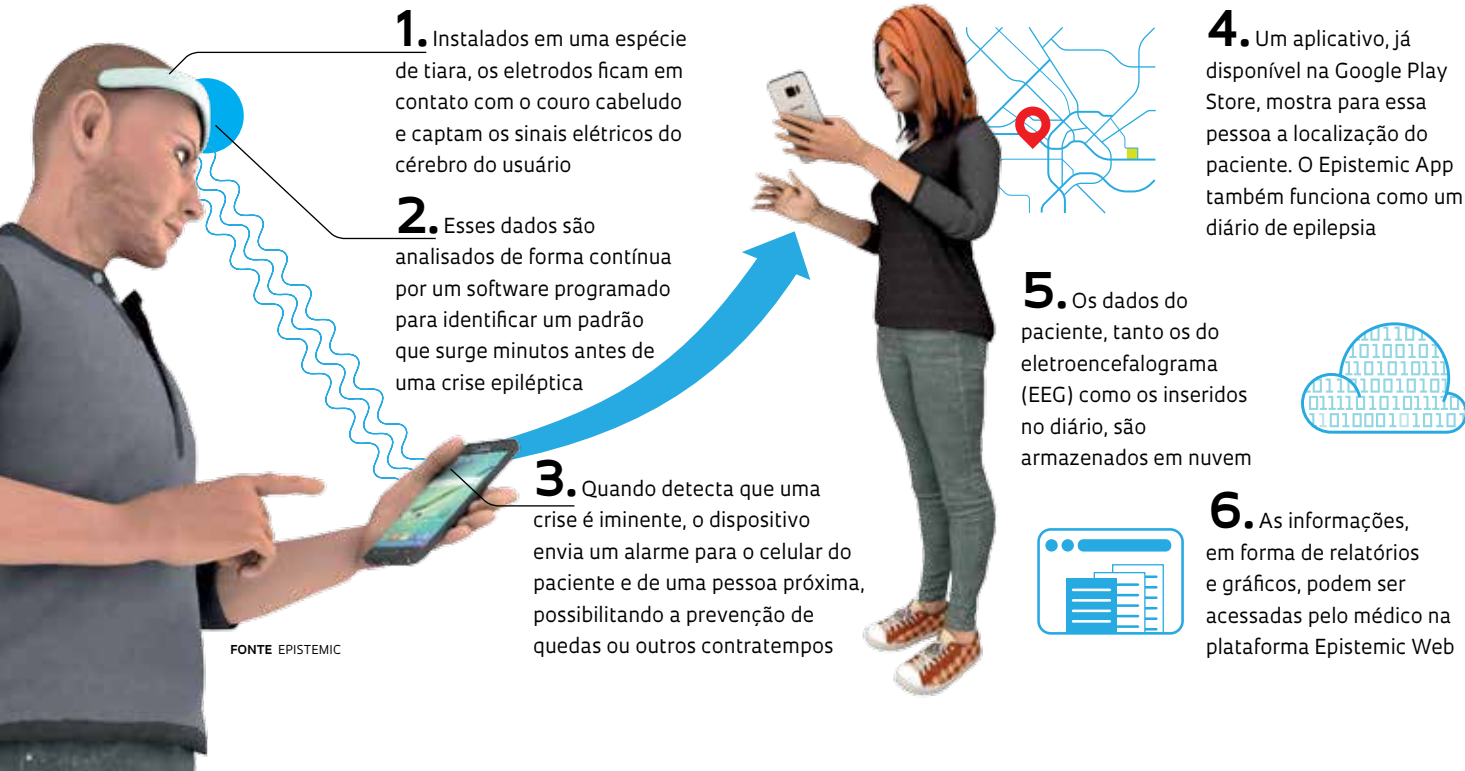 1. Instalados em uma espécie
de tiara, os eletrodos ficam em
contato com o couro cabeludo
e captam os sinais elétricos do
cérebro do usuário
2. Esses dados são
analisados de forma contínua
por um software programado
para identificar um padrão
que surge minutos antes de
uma crise epiléptica
3. Quando detecta que uma
crise é iminente, o dispositivo
envia um alarme para o celular do
paciente e de uma pessoa próxima,
possibilitando a prevenção de
quedas ou outros contratempos
FONTE EPISTEMIC
4. Um aplicativo, já
disponível na Google Play
Store, mostra para essa
pessoa a localização do
paciente. O Epistemic App
também funciona como um
diário de epilepsia
5. Os dados do
paciente, tanto os do
eletroencefalograma
(EEG) como os inseridos
no diário, são
armazenados em nuvem
6. As informações,
em forma de relatórios
e gráficos, podem ser
acessadas pelo médico na
plataforma Epistemic Web